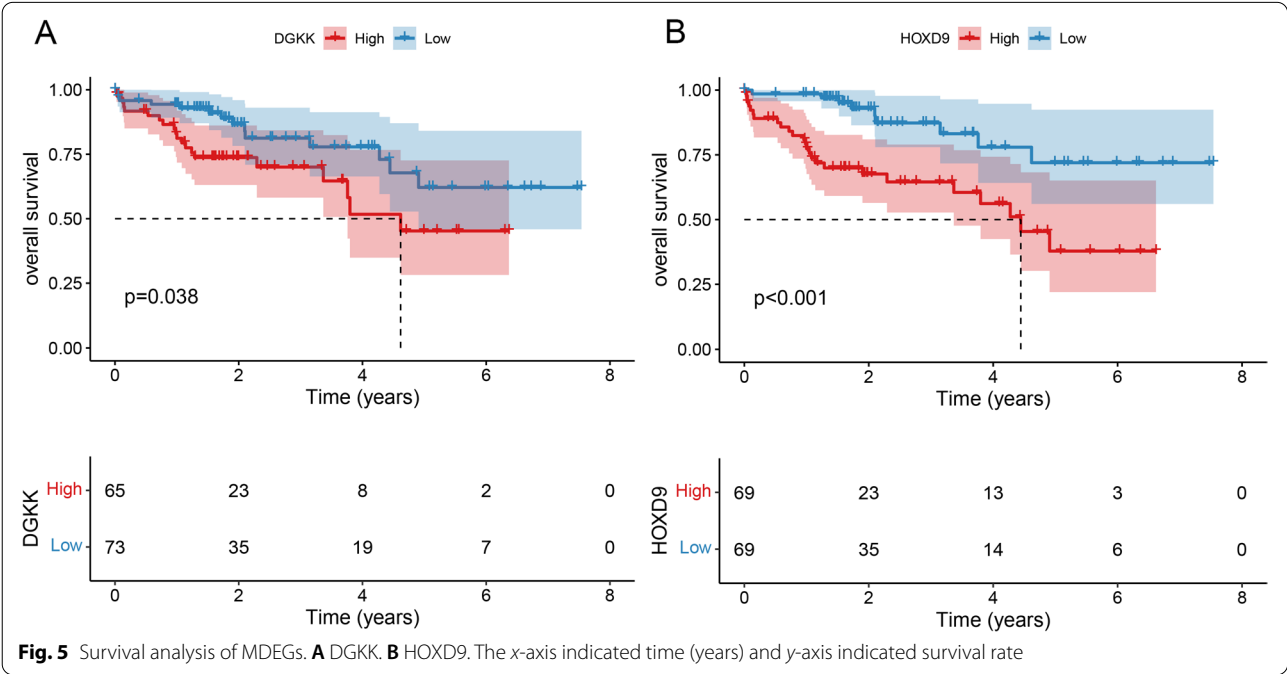 A
DGKK High Low
1.00
0.75
0.50
0.25
0.00
overall survival
p=0.038
0 2 4 6 8
Time (years)
DGKK
High 65 23 8 2 0
Low 73 35 19 7 0
0 2 4 6 8
Time (years)
B
HOXD9 High Low
1.00
0.75
0.50
0.25
0.00
overall survival
p<0.001
0 2 4 6 8
Time (years)
HOXD9
High 69 23 13 3 0
Low 69 35 14 6 0
0 2 4 6 8
Time (years)
Fig. 5 Survival analysis of MDEGs. A DGKK. B HOXD9. The x-axis indicated time (years) and y-axis indicated survival rate